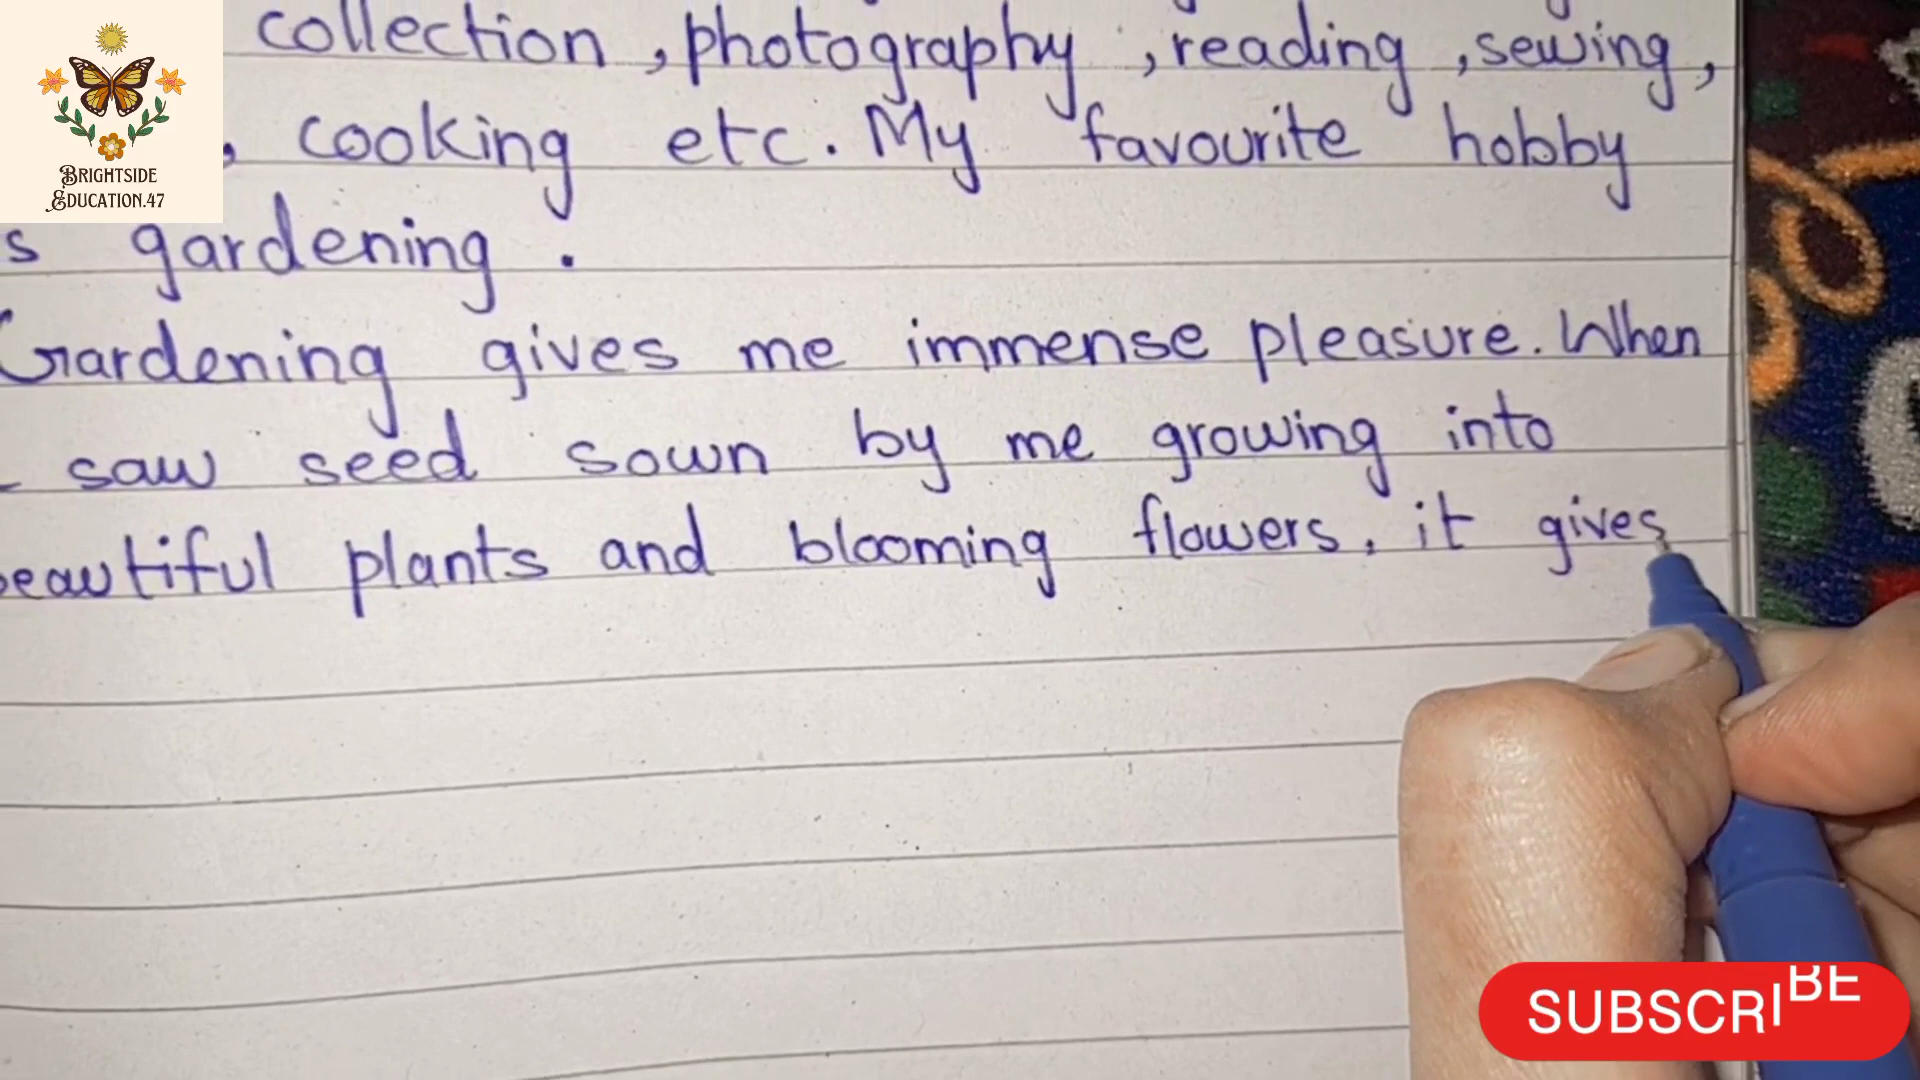 collection , photography , reading , sewing ,
, cooking etc. My favourite hobby
s gardening .
Gardening gives me immense pleasure. When
saw seed sown by me growing into
beautiful plants and blooming flowers, it gives
BRIGHTSIDE
EDUCATION.47
SUBSCRIBE